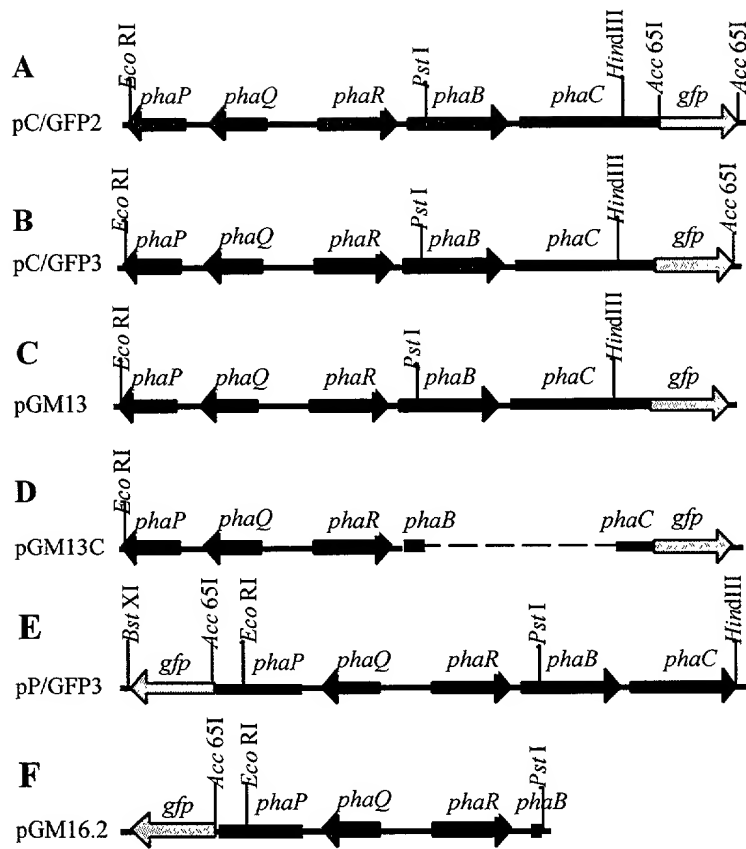 A
pC/GFP2
Eco RI
phaP
phaQ
phaR
Pst I
phaB
phaC
HindIII
Acc 65I
gfp
Acc 65I
B
pC/GFP3
Eco RI
phaP
phaQ
phaR
Pst I
phaB
phaC
HindIII
gfp
Acc 65I
C
pGM13
Eco RI
phaP
phaQ
phaR
Pst I
phaB
phaC
HindIII
gfp
D
pGM13C
Eco RI
phaP
phaQ
phaR
phaB
phaC
gfp
E
pP/GFP3
Bst XI
gfp
Acc 65I
Eco RI
phaP
phaQ
phaR
Pst I
phaB
phaC
HindIII
F
pGM16.2
gfp
Acc 65I
Eco RI
phaP
phaQ
phaR
phaB
Pst I